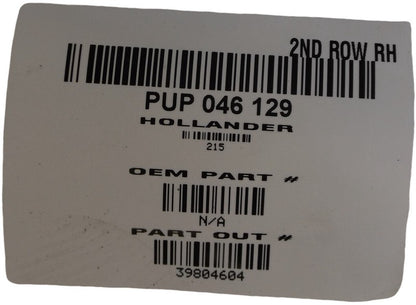 2ND ROW RH
PUP 046 129
HOLLANDER
215
OEM PART #
N/A
PART OUT #
39804604